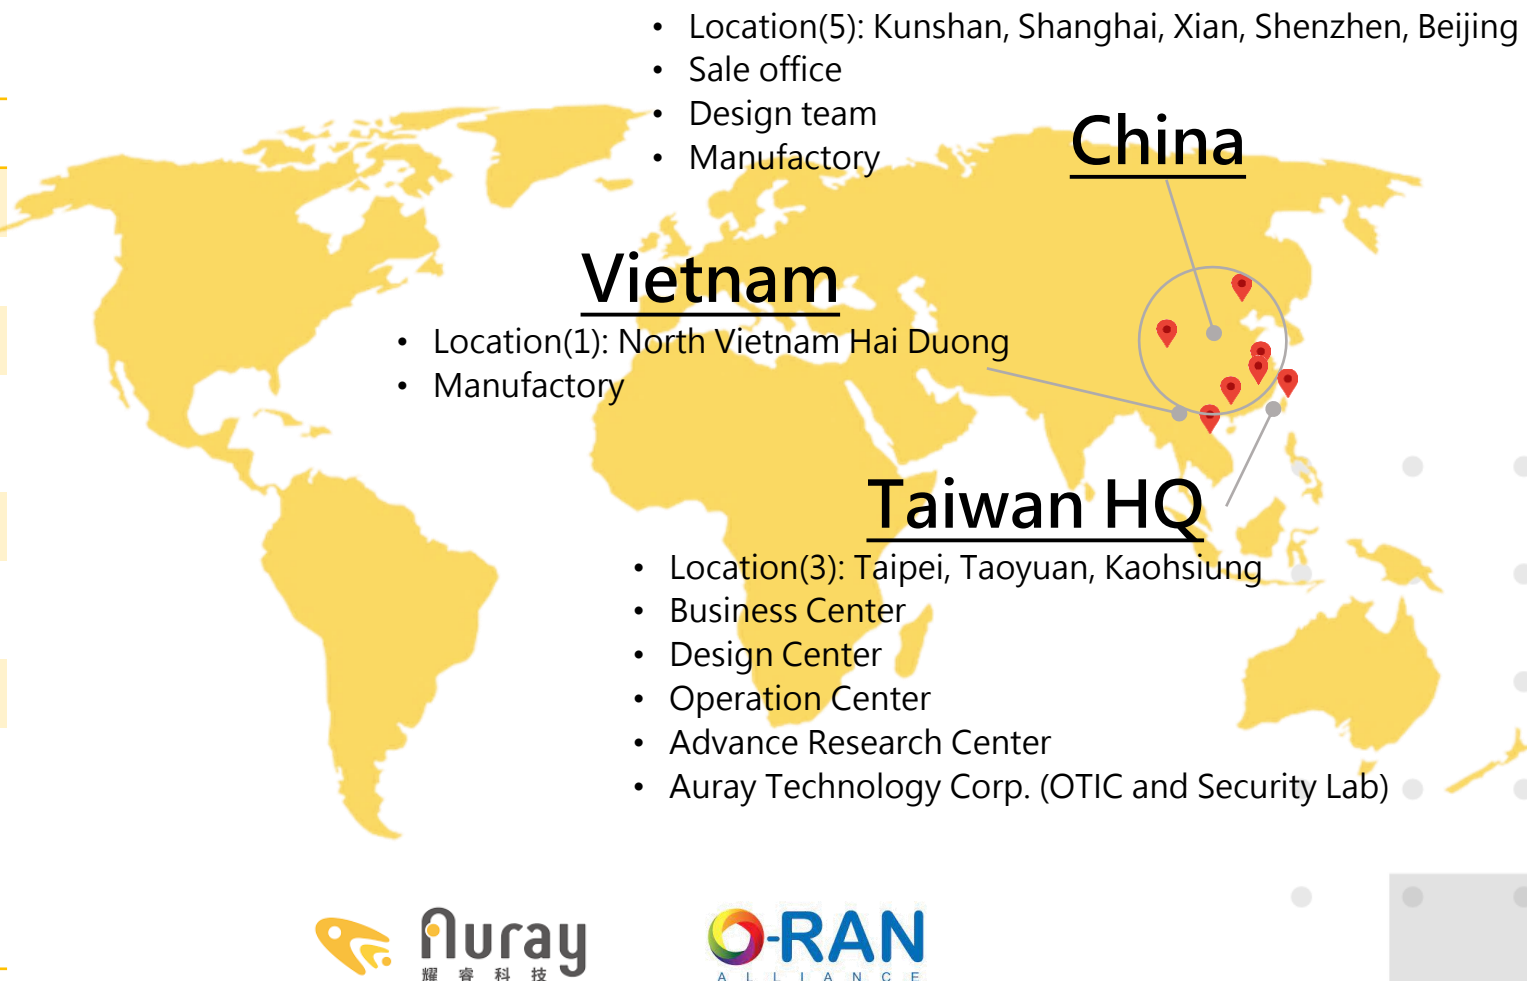 • Location(5): Kunshan, Shanghai, Xian, Shenzhen, Beijing
• Sale office
• Design team
• Manufactory
China
Vietnam
• Location(1): North Vietnam Hai Duong
• Manufactory
Taiwan HQ
• Location(3): Taipei, Taoyuan, Kaohsiung
• Business Center
• Design Center
• Operation Center
• Advance Research Center
• Auray Technology Corp. (OTIC and Security Lab)
Auray
耀睿科技
O-RAN
ALLIANCE